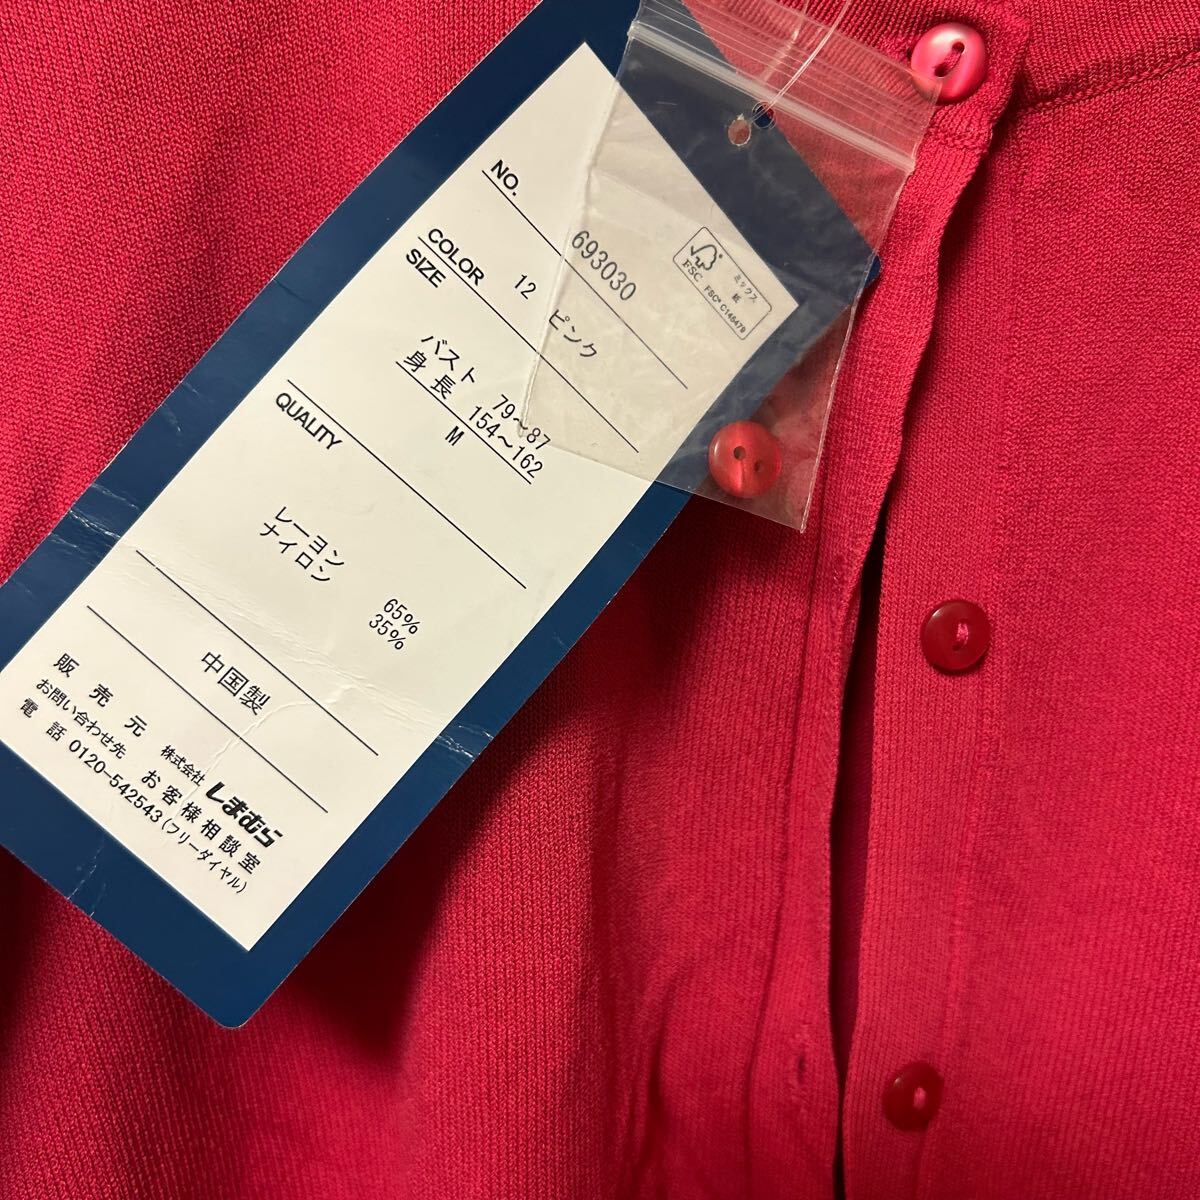 NO. 693030
COLOR 12 ピンク
SIZE
バスト 79〜87
身長 154〜162
M
QUALITY
レーヨン 65%
ナイロン 35%
中国製
販売元 株式会社 しまむら
お問い合わせ先 お客様相談室
電話 0120-542543(フリーダイヤル)
FSC
ミックス
紙
FSC® C145479